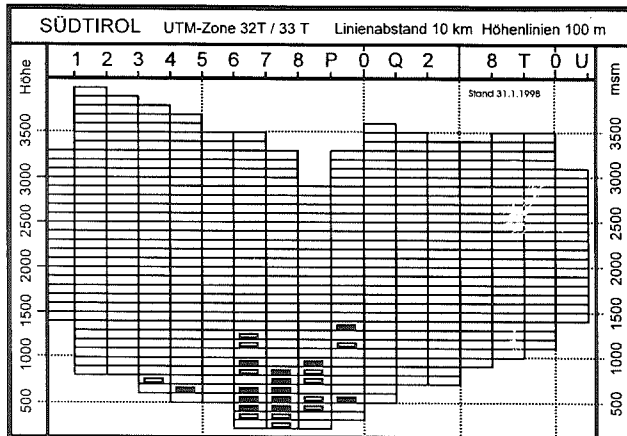 SÜDTIROL UTM-Zone 32T / 33 T Linienabstand 10 km Höhenlinien 100 m
Höhe 1 2 3 4 5 6 7 8 P 0 Q 2 8 T 0 U msm
Stand 31.1.1998
3500 3500
3000 3000
2500 2500
2000 2000
1500 1500
1000 1000
500 500